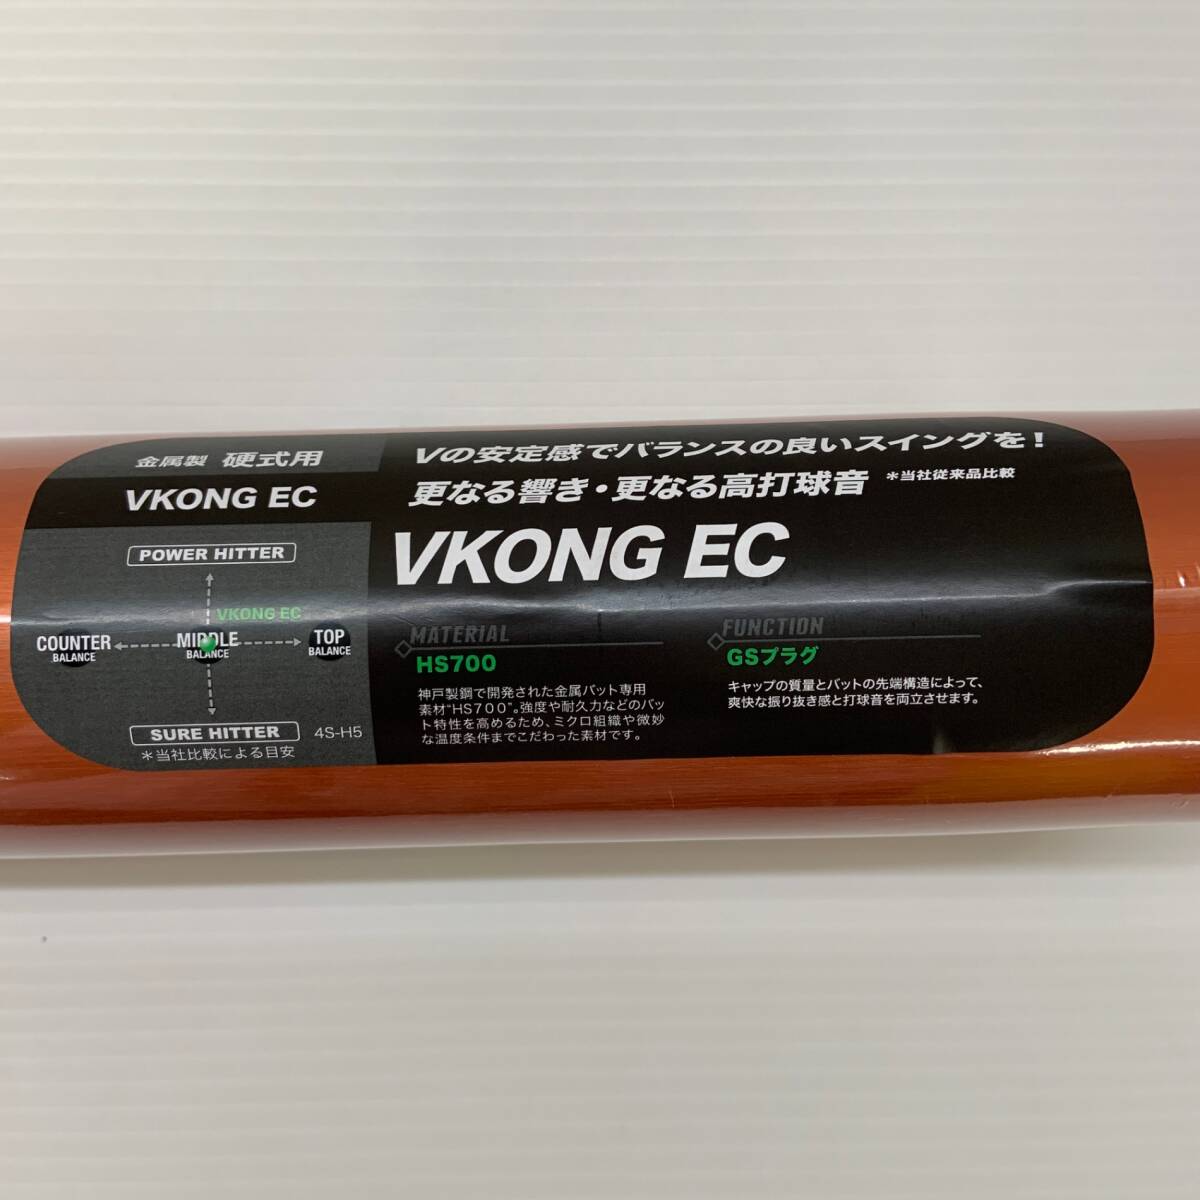 金属製 硬式用
VKONG EC
POWER HITTER
VKONG EC
COUNTER
BALANCE
MIDDLE
BALANCE
TOP
BALANCE
SURE HITTER
4S-H5
*当社比較による目安
Vの安定感でバランスの良いスイングを!
更なる響き・更なる高打球音 *当社従来品比較
VKONG EC
MATERIAL
HS700
神戸製鋼で開発された金属バット専用
素材"HS700"。強度や耐久力などのバッ
ト特性を高めるため、ミクロ組織や微妙
な温度条件までこだわった素材です。
FUNCTION
GSプラグ
キャップの質量とバットの先端構造によって、
爽快な振り抜き感と打球音を両立させます。